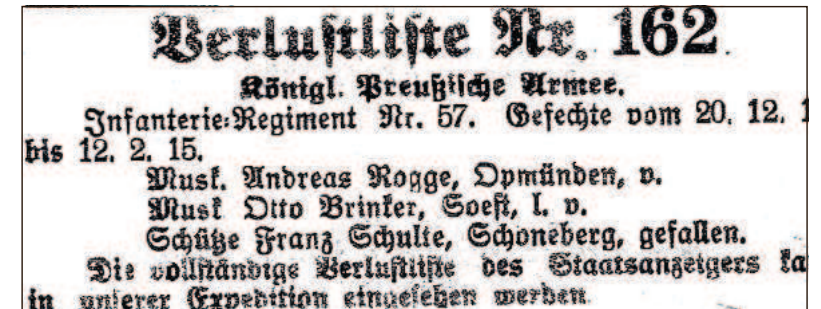 Verlustliste Nr. 162.
Königl. Preußische Armee.
Infanterie-Regiment Nr. 57. Gefechte vom 20. 12. 1
bis 12. 2. 15.
Musk. Andreas Rogge, Opmünden, v.
Musk Otto Brinker, Soest, l. v.
Schütze Franz Schulte, Schoneberg, gefallen.
Die vollständige Verlustliste des Staatsanzeigers ka
in unserer Expedition eingesehen werden